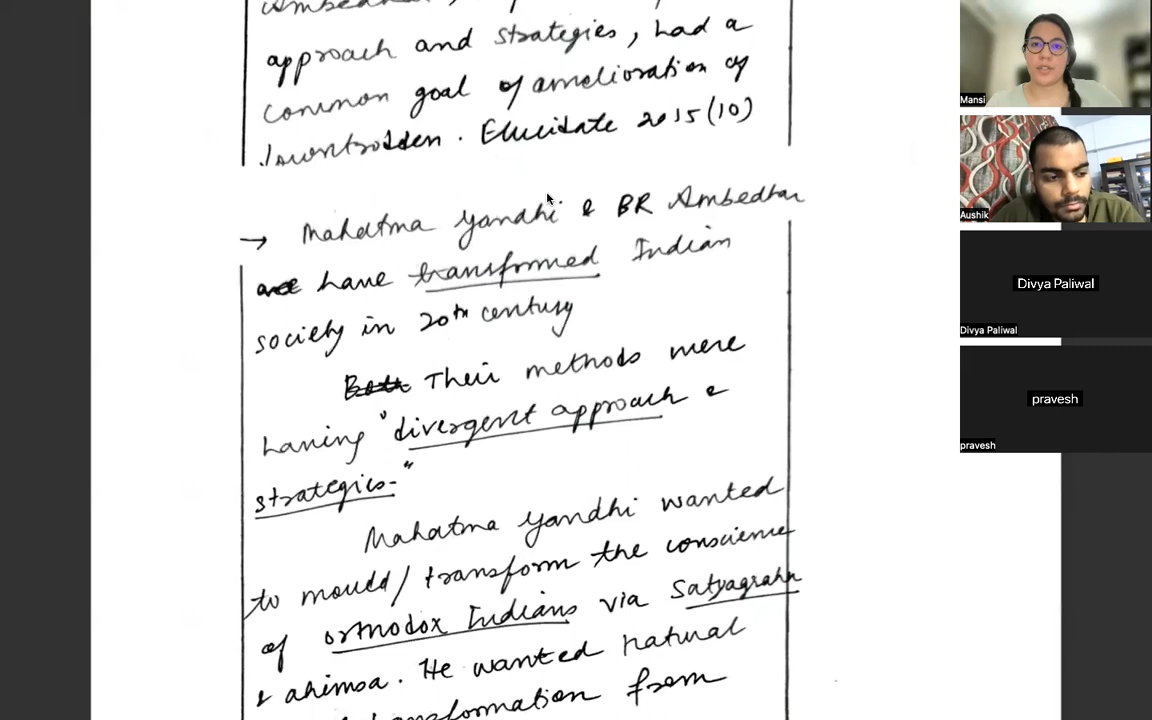 approach and strategies, had a
common goal of amelioration of
downtrodden. Elucidate 2015 (10)
→ Mahatma Gandhi & BR Ambedkar
have transformed Indian
society in 20th century
Their methods were
having "divergent approach &
strategies-"
Mahatma Gandhi wanted
to mould/transform the conscience
of orthodox Indians via Satyagraha
& ahimsa. He wanted natural
transformation from
Mansi
Aushik
Divya Paliwal
Divya Paliwal
pravesh
pravesh